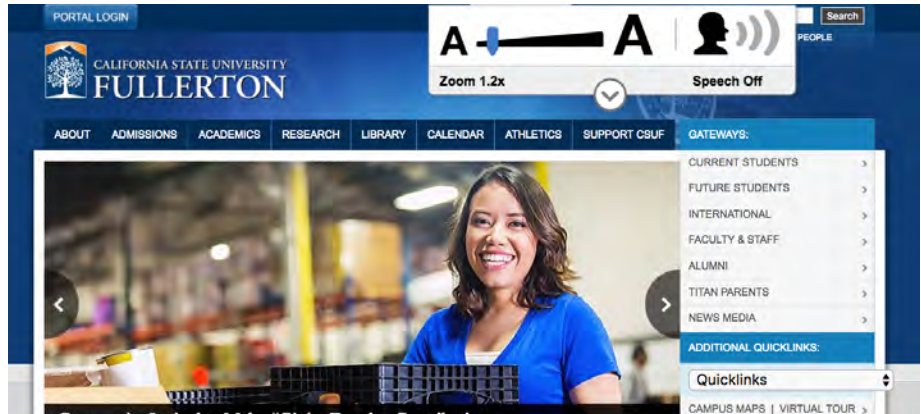 PORTAL LOGIN
Search
PEOPLE
A A
Zoom 1.2x
Speech Off
CALIFORNIA STATE UNIVERSITY
FULLERTON
ABOUT ADMISSIONS ACADEMICS RESEARCH LIBRARY CALENDAR ATHLETICS SUPPORT CSUF
GATEWAYS:
CURRENT STUDENTS
FUTURE STUDENTS
INTERNATIONAL
FACULTY & STAFF
ALUMNI
TITAN PARENTS
NEWS MEDIA
ADDITIONAL QUICKLINKS:
Quicklinks
CAMPUS MAPS | VIRTUAL TOUR